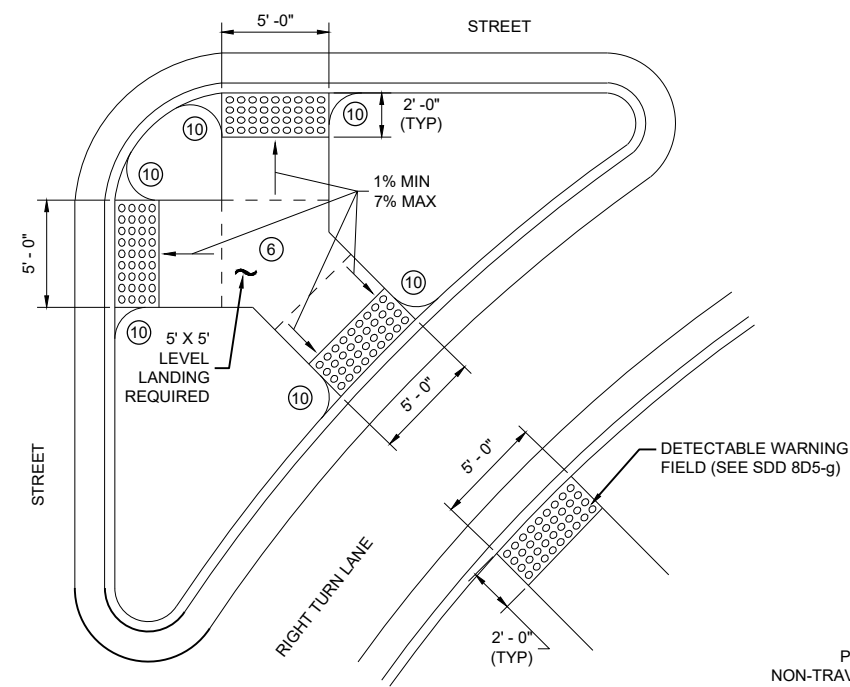 5' -0"
STREET
2' -0"
(TYP)
10
10
10
1% MIN
7% MAX
5' - 0"
6
10
10
5' X 5'
LEVEL
LANDING
REQUIRED
10
5' - 0"
5' - 0"
DETECTABLE WARNING
FIELD (SEE SDD 8D5-g)
STREET
RIGHT TURN LANE
2' - 0"
(TYP)
P
NON-TRAV